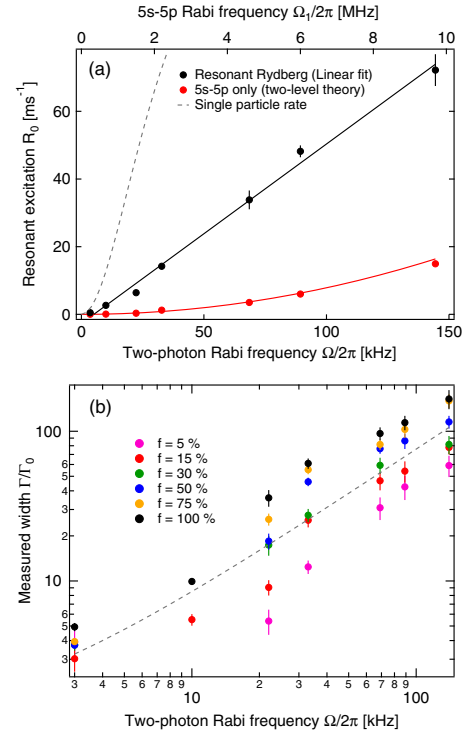 5s-5p Rabi frequency Ω₁/2π [MHz]
0 2 4 6 8 10
(a)
Resonant Rydberg (Linear fit)
5s-5p only (two-level theory)
Single particle rate
Resonant excitation R₀ [ms⁻¹]
60
40
20
0
0 50 100 150
Two-photon Rabi frequency Ω/2π [kHz]
(b)
f = 5 %
f = 15 %
f = 30 %
f = 50 %
f = 75 %
f = 100 %
Measured width Γ/Γ₀
100
6
5
4
3
2
10
6
5
4
3
3 4 5 6 7 8 9 10 2 3 4 5 6 7 8 9 100
Two-photon Rabi frequency Ω/2π [kHz]